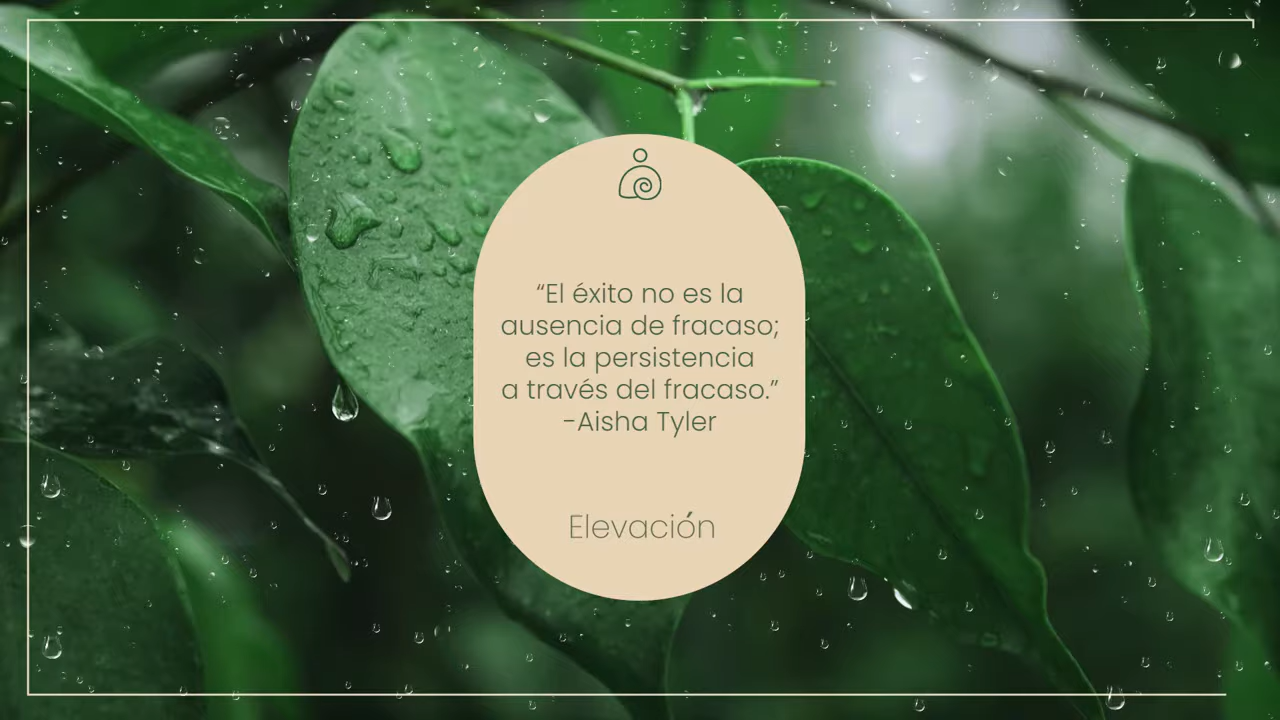 “El éxito no es la
ausencia de fracaso;
es la persistencia
a través del fracaso.”
-Aisha Tyler
Elevación